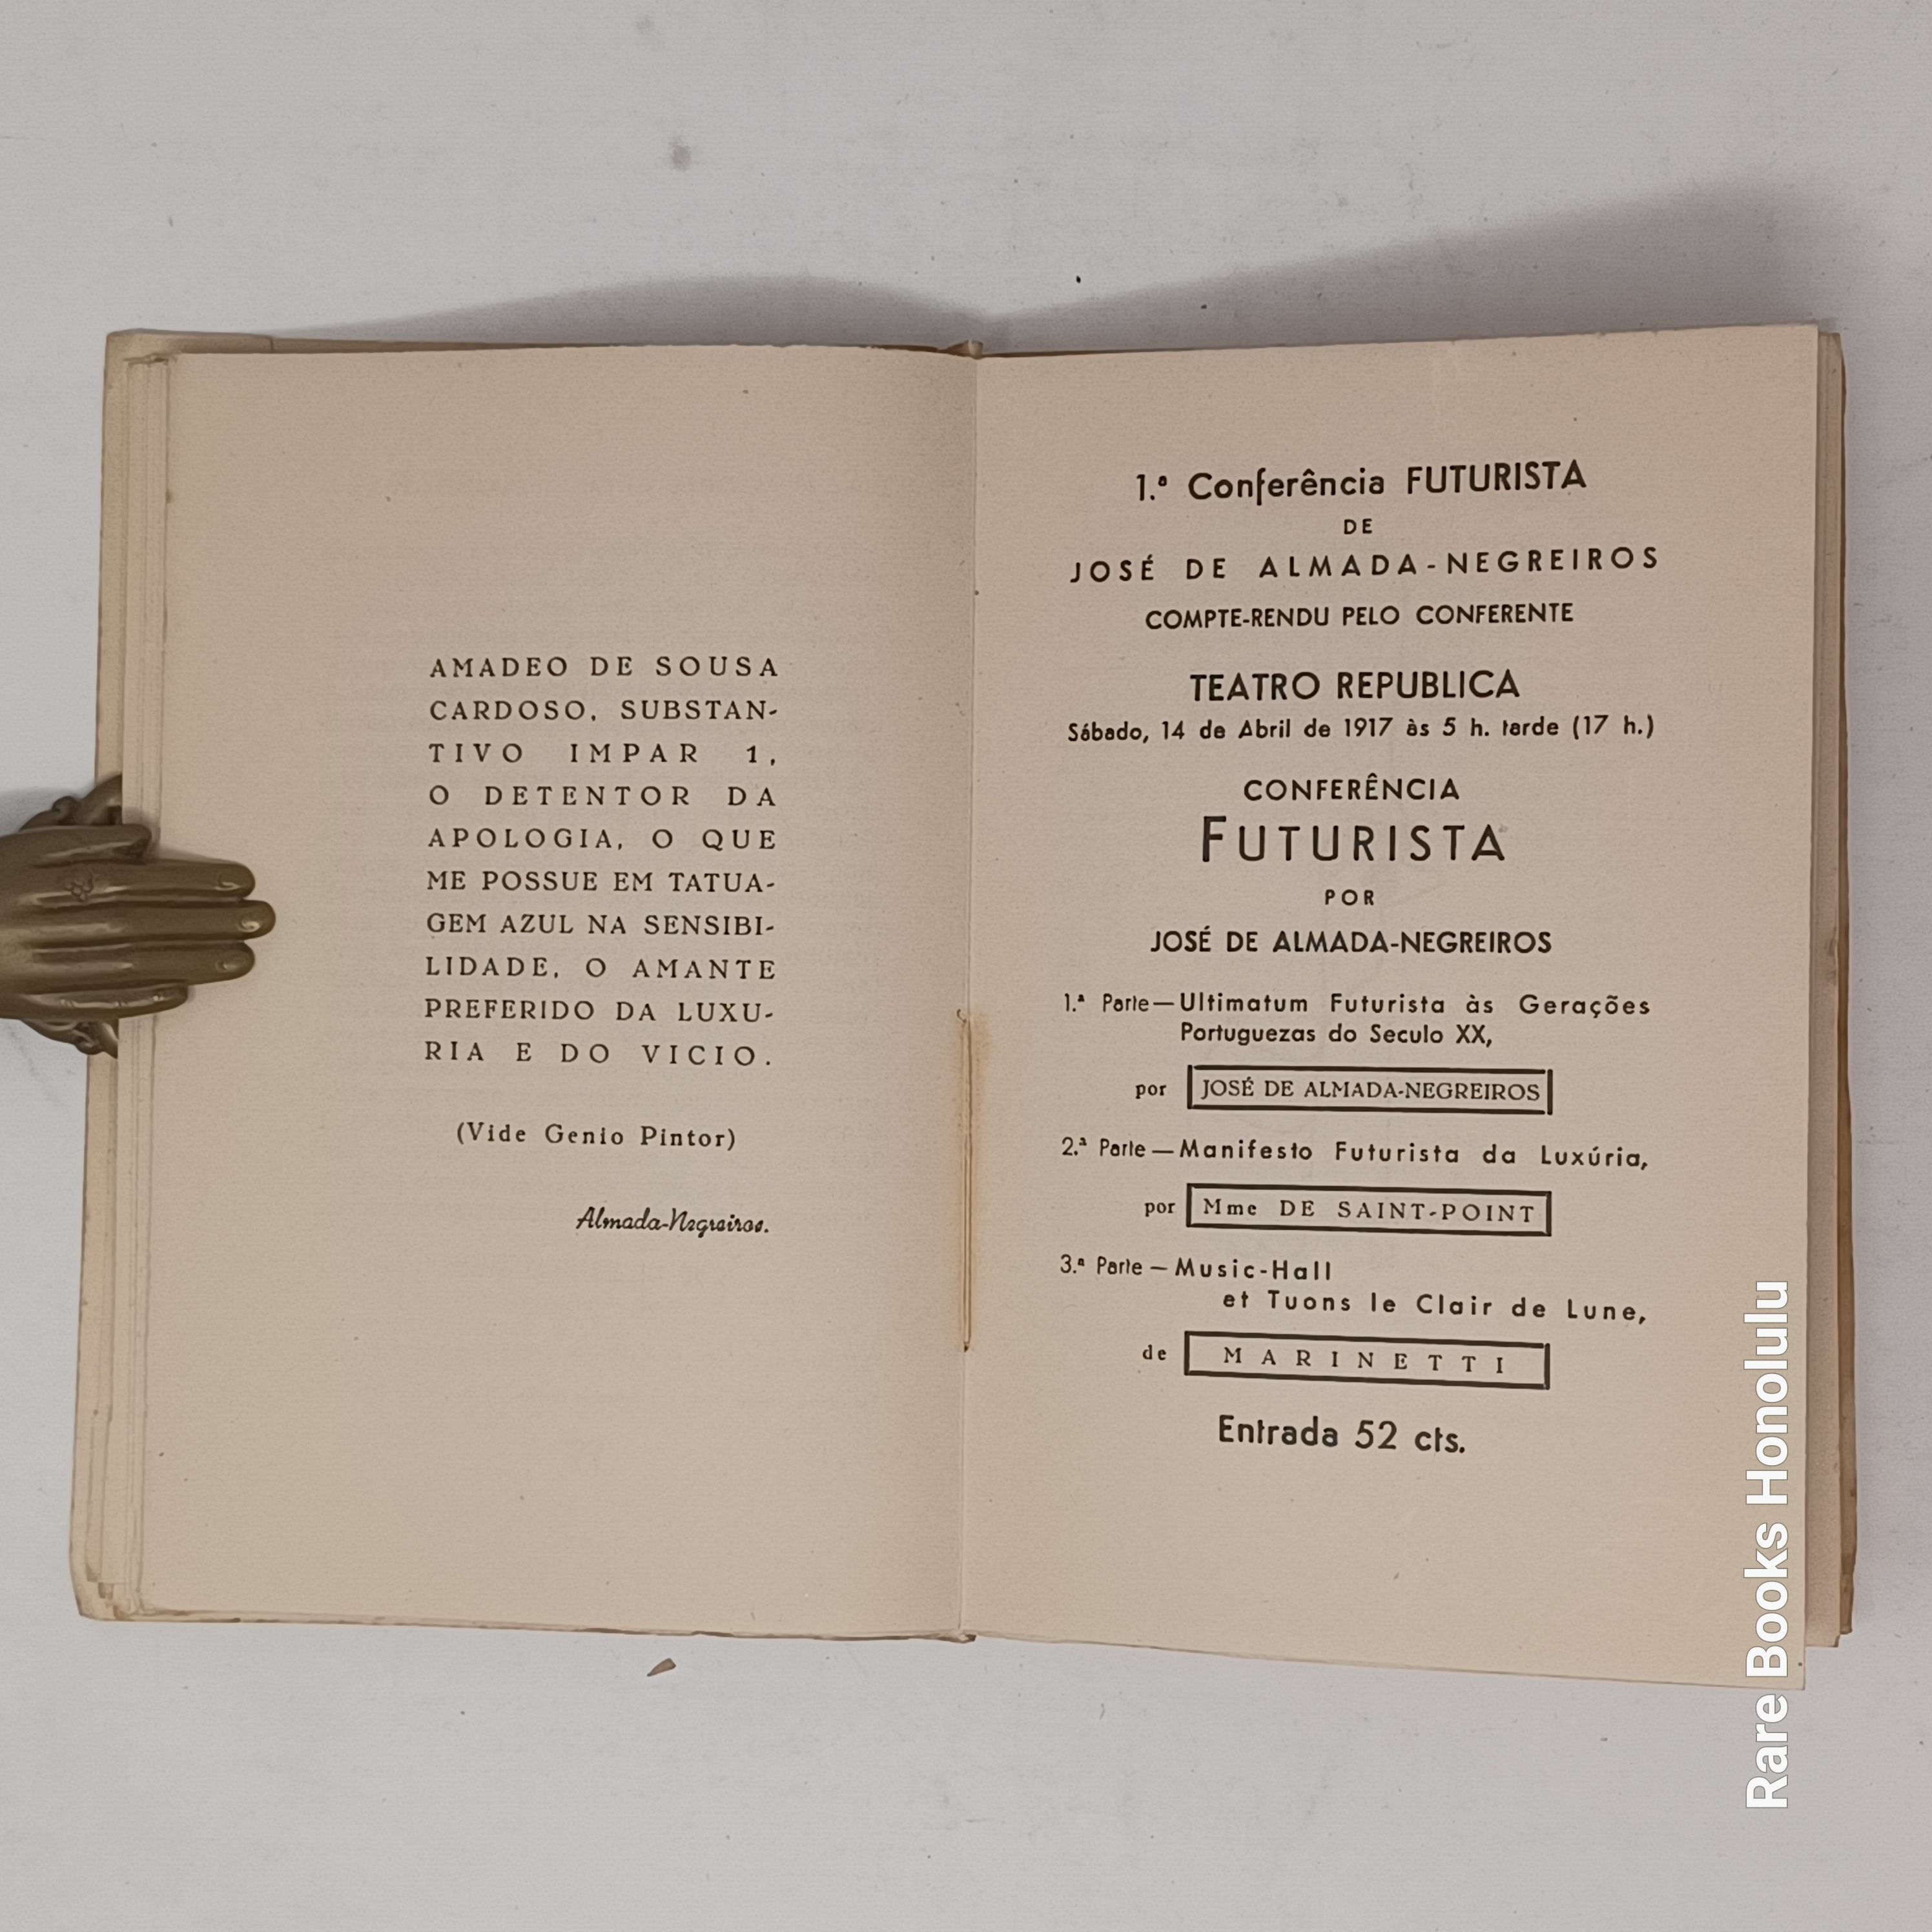 AMADEO DE SOUSA
CARDOSO, SUBSTAN-
TIVO IMPAR 1,
O DETENTOR DA
APOLOGIA, O QUE
ME POSSUE EM TATUA-
GEM AZUL NA SENSIBI-
LIDADE, O AMANTE
PREFERIDO DA LUXU-
RIA E DO VICIO.
(Vide Genio Pintor)
Almada-Negreiros.
1.ª Conferência FUTURISTA
DE
JOSÉ DE ALMADA-NEGREIROS
COMPTE-RENDU PELO CONFERENTE
TEATRO REPUBLICA
Sábado, 14 de Abril de 1917 às 5 h. tarde (17 h.)
CONFERÊNCIA
FUTURISTA
POR
JOSÉ DE ALMADA-NEGREIROS
1.ª Parte—Ultimatum Futurista às Gerações
Portuguezas do Seculo XX,
por JOSÉ DE ALMADA-NEGREIROS
2.ª Parte—Manifesto Futurista da Luxúria,
por Mme DE SAINT-POINT
3.ª Parte—Music-Hall
et Tuons le Clair de Lune,
de MARINETTI
Entrada 52 cts.
Rare Books Honolulu